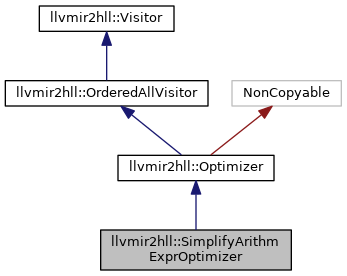 llvmir2hll::Visitor
llvmir2hll::OrderedAllVisitor
NonCopyable
llvmir2hll::Optimizer
llvmir2hll::SimplifyArithm
ExprOptimizer